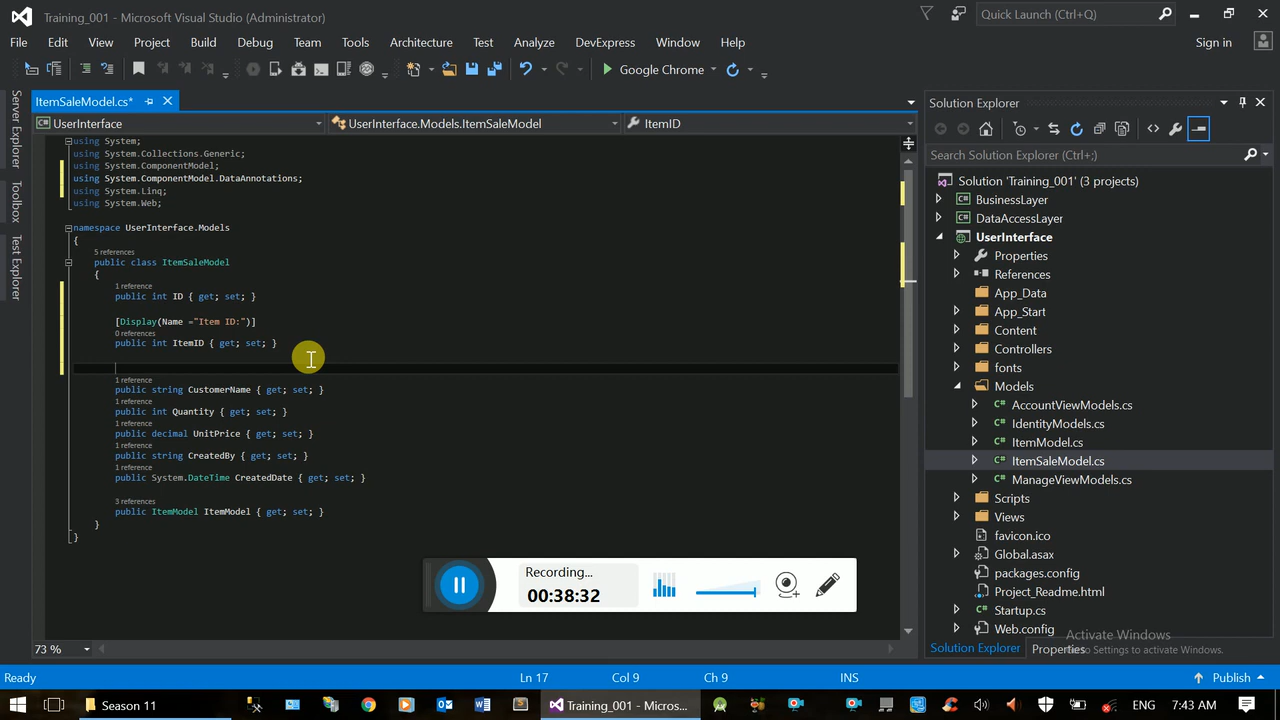 Training_001 - Microsoft Visual Studio (Administrator)
Quick Launch (Ctrl+Q)
File Edit View Project Build Debug Team Tools Architecture Test Analyze DevExpress Window Help
Sign in
Google Chrome
Server Explorer
Toolbox
Test Explorer
ItemSaleModel.cs*
UserInterface
UserInterface.Models.ItemSaleModel
ItemID
using System;
using System.Collections.Generic;
using System.ComponentModel;
using System.ComponentModel.DataAnnotations;
using System.Linq;
using System.Web;
namespace UserInterface.Models
{
5 references
public class ItemSaleModel
{
1 reference
public int ID { get; set; }
[Display(Name ="Item ID:")]
0 references
public int ItemID { get; set; }
1 reference
public string CustomerName { get; set; }
1 reference
public int Quantity { get; set; }
1 reference
public decimal UnitPrice { get; set; }
1 reference
public string CreatedBy { get; set; }
1 reference
public System.DateTime CreatedDate { get; set; }
3 references
public ItemModel ItemModel { get; set; }
}
}
Recording...
00:38:32
73 %
Solution Explorer
Search Solution Explorer (Ctrl+;)
Solution 'Training_001' (3 projects)
BusinessLayer
DataAccessLayer
UserInterface
Properties
References
App_Data
App_Start
Content
Controllers
fonts
Models
AccountViewModels.cs
IdentityModels.cs
ItemModel.cs
ItemSaleModel.cs
ManageViewModels.cs
Scripts
Views
favicon.ico
Global.asax
packages.config
Project_Readme.html
Startup.cs
Web.config
Activate Windows
Solution Explorer Properties
to Settings to activate Windows.
Ready
Ln 17
Col 9
Ch 9
INS
Publish
Season 11
Training_001 - Micros...
ENG
7:43 AM